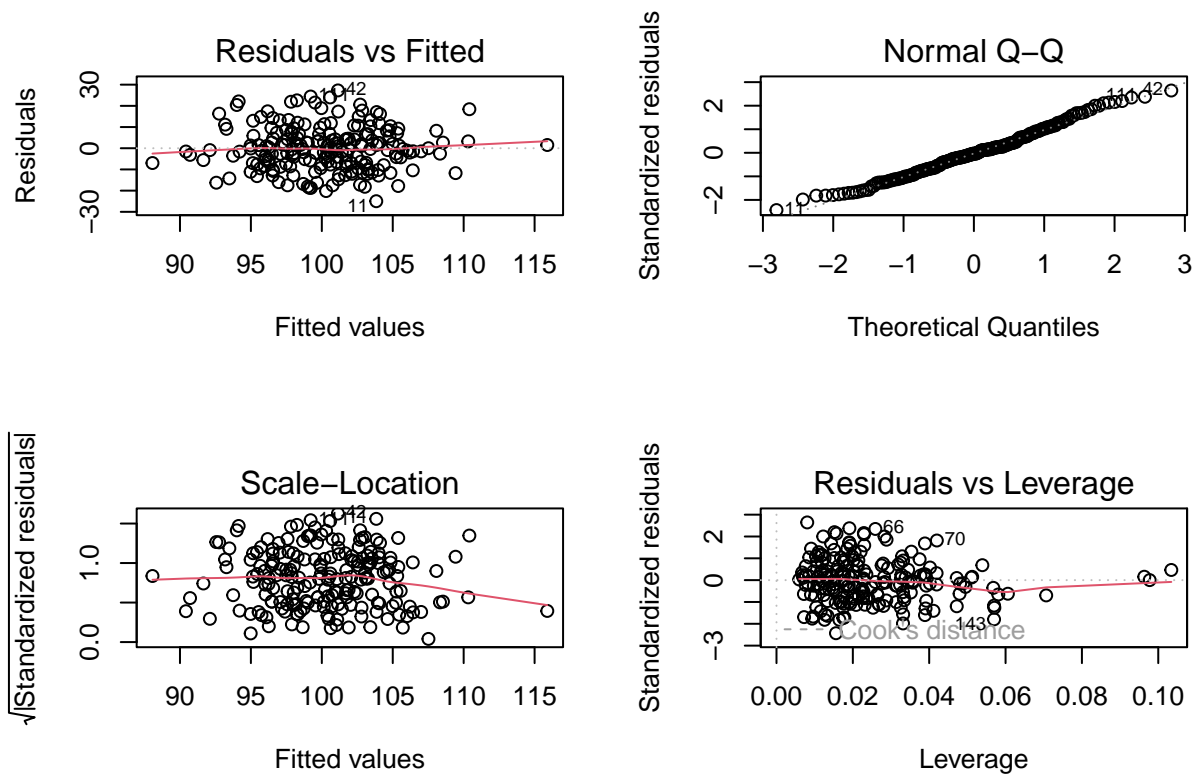 Residuals vs Fitted
Residuals
30
0
−30
42
11
90 95 100 105 110 115
Fitted values
Normal Q−Q
Standardized residuals
2
0
−2
42
11
−3 −2 −1 0 1 2 3
Theoretical Quantiles
Scale−Location
√|Standardized residuals|
1.0
0.0
42
90 95 100 105 110 115
Fitted values
Residuals vs Leverage
Standardized residuals
2
0
−3
66
70
143
Cook's distance
0.00 0.02 0.04 0.06 0.08 0.10
Leverage